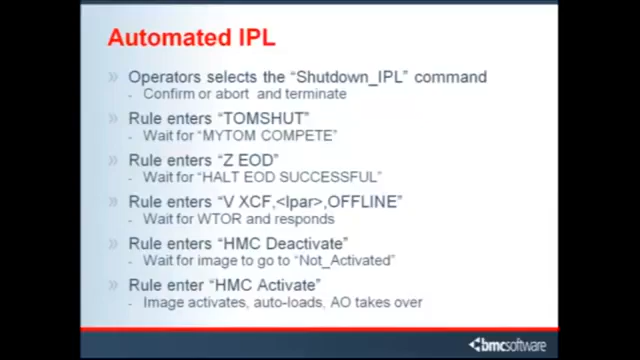 Automated IPL
» Operators selects the “Shutdown_IPL” command
- Confirm or abort and terminate
» Rule enters “TOMSHUT”
- Wait for “MYTOM COMPETE”
» Rule enters “Z EOD”
- Wait for “HALT EOD SUCCESSFUL”
» Rule enters “V XCF,<lpar>,OFFLINE”
- Wait for WTOR and responds
» Rule enters “HMC Deactivate”
- Wait for image to go to “Not_Activated”
» Rule enter “HMC Activate”
- Image activates, auto-loads, AO takes over
bmcsoftware